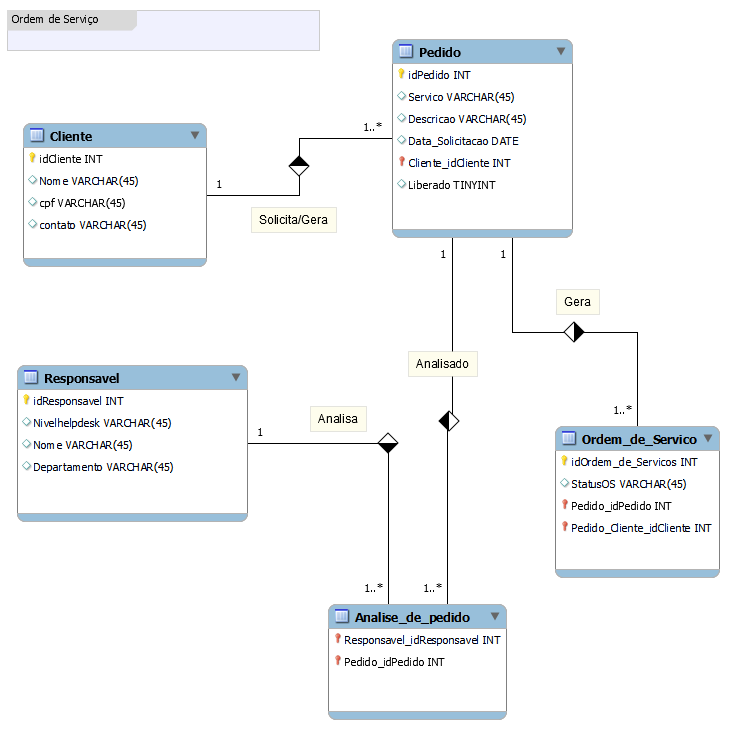 Ordem de Serviço
Pedido
idPedido INT
Servico VARCHAR(45)
Descricao VARCHAR(45)
Data_Solicitacao DATE
Cliente_idCliente INT
Liberado TINYINT
1..*
Cliente
idCliente INT
Nome VARCHAR(45)
cpf VARCHAR(45)
contato VARCHAR(45)
1
Solicita/Gera
1
1
Gera
Analisado
1..*
Responsavel
idResponsavel INT
Nivelhelpdesk VARCHAR(45)
Nome VARCHAR(45)
Departamento VARCHAR(45)
1
Analisa
Ordem_de_Servico
idOrdem_de_Servicos INT
StatusOS VARCHAR(45)
Pedido_idPedido INT
Pedido_Cliente_idCliente INT
1..*
1..*
Analise_de_pedido
Responsavel_idResponsavel INT
Pedido_idPedido INT